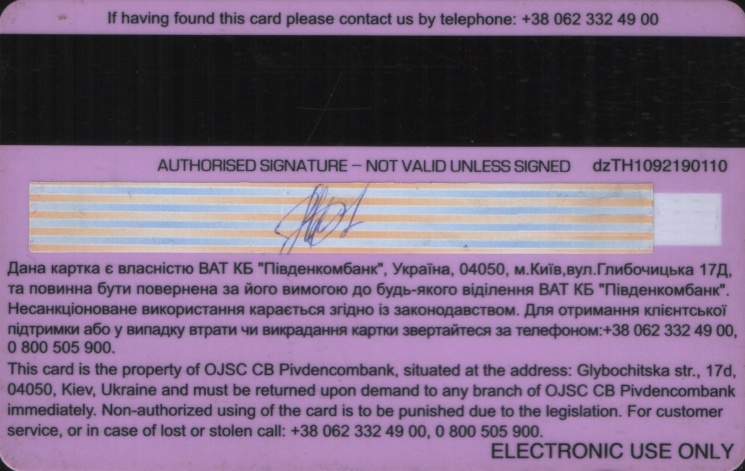 If having found this card please contact us by telephone: +38 062 332 49 00
AUTHORISED SIGNATURE – NOT VALID UNLESS SIGNED dzTH1092190110
Дана картка є власністю ВАТ КБ "Південкомбанк", Україна, 04050, м.Київ,вул.Глибочицька 17Д,
та повинна бути повернена за його вимогою до будь-якого відділення ВАТ КБ "Південкомбанк".
Несанкціоноване використання карається згідно із законодавством. Для отримання клієнтської
підтримки або у випадку втрати чи викрадання картки звертайтеся за телефоном:+38 062 332 49 00,
0 800 505 900.
This card is the property of OJSC CB Pivdencombank, situated at the address: Glybochitska str., 17d,
04050, Kiev, Ukraine and must be returned upon demand to any branch of OJSC CB Pivdencombank
immediately. Non-authorized using of the card is to be punished due to the legislation. For customer
service, or in case of lost or stolen call: +38 062 332 49 00, 0 800 505 900.
ELECTRONIC USE ONLY